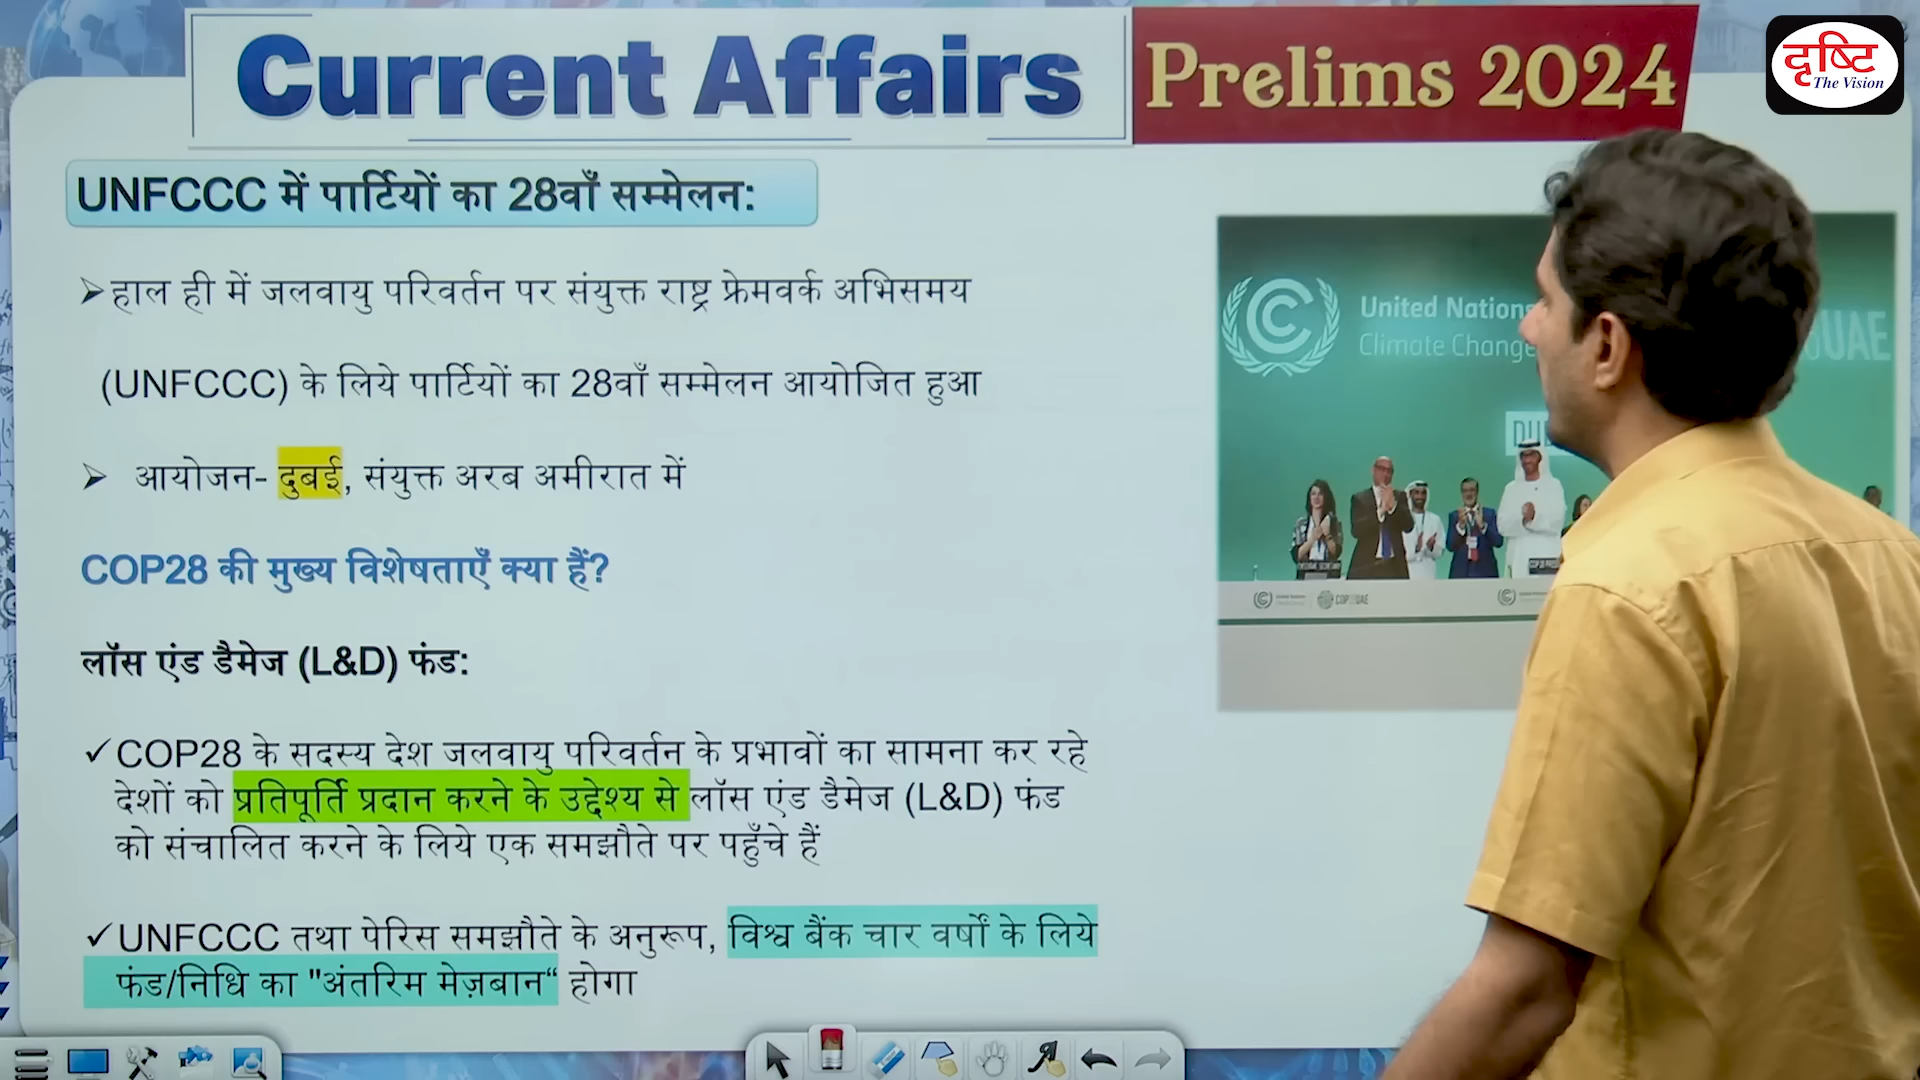 Current Affairs
Prelims 2024
दृष्टि
The Vision
UNFCCC में पार्टियों का 28वाँ सम्मेलन:
➢हाल ही में जलवायु परिवर्तन पर संयुक्त राष्ट्र फ्रेमवर्क अभिसमय
(UNFCCC) के लिये पार्टियों का 28वाँ सम्मेलन आयोजित हुआ
➢ आयोजन- दुबई, संयुक्त अरब अमीरात में
COP28 की मुख्य विशेषताएँ क्या हैं?
लॉस एंड डैमेज (L&D) फंड:
✓COP28 के सदस्य देश जलवायु परिवर्तन के प्रभावों का सामना कर रहे
देशों को प्रतिपूर्ति प्रदान करने के उद्देश्य से लॉस एंड डैमेज (L&D) फंड
को संचालित करने के लिये एक समझौते पर पहुँचे हैं
✓UNFCCC तथा पेरिस समझौते के अनुरूप, विश्व बैंक चार वर्षों के लिये
फंड/निधि का "अंतरिम मेज़बान“ होगा
United Nations
Climate Change
UAE
COP28UAE